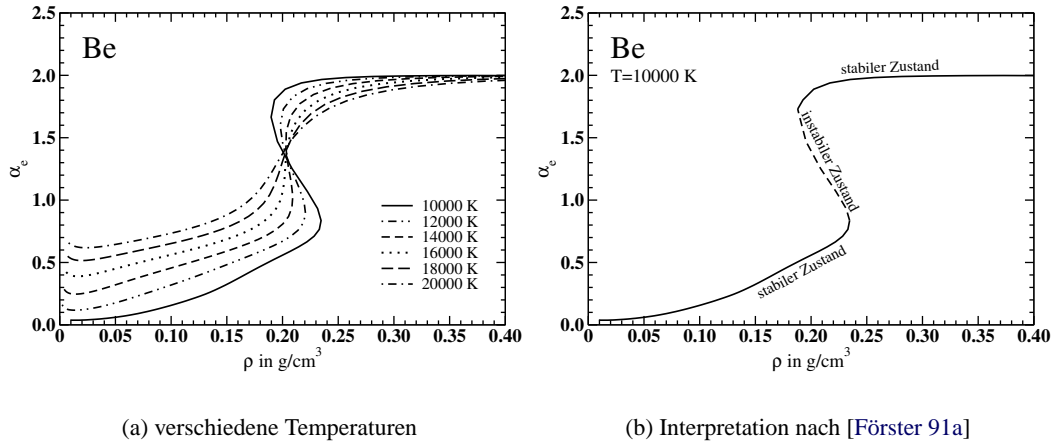 Be
2.5
2.0
1.5
1.0
0.5
0.0
αe
10000 K
12000 K
14000 K
16000 K
18000 K
20000 K
0 0.05 0.10 0.15 0.20 0.25 0.30 0.35 0.40
ρ in g/cm³
(a) verschiedene Temperaturen
Be
T=10000 K
2.5
2.0
1.5
1.0
0.5
0.0
αe
stabiler Zustand
instabiler Zustand
stabiler Zustand
0 0.05 0.10 0.15 0.20 0.25 0.30 0.35 0.40
ρ in g/cm³
(b) Interpretation nach [Förster 91a]